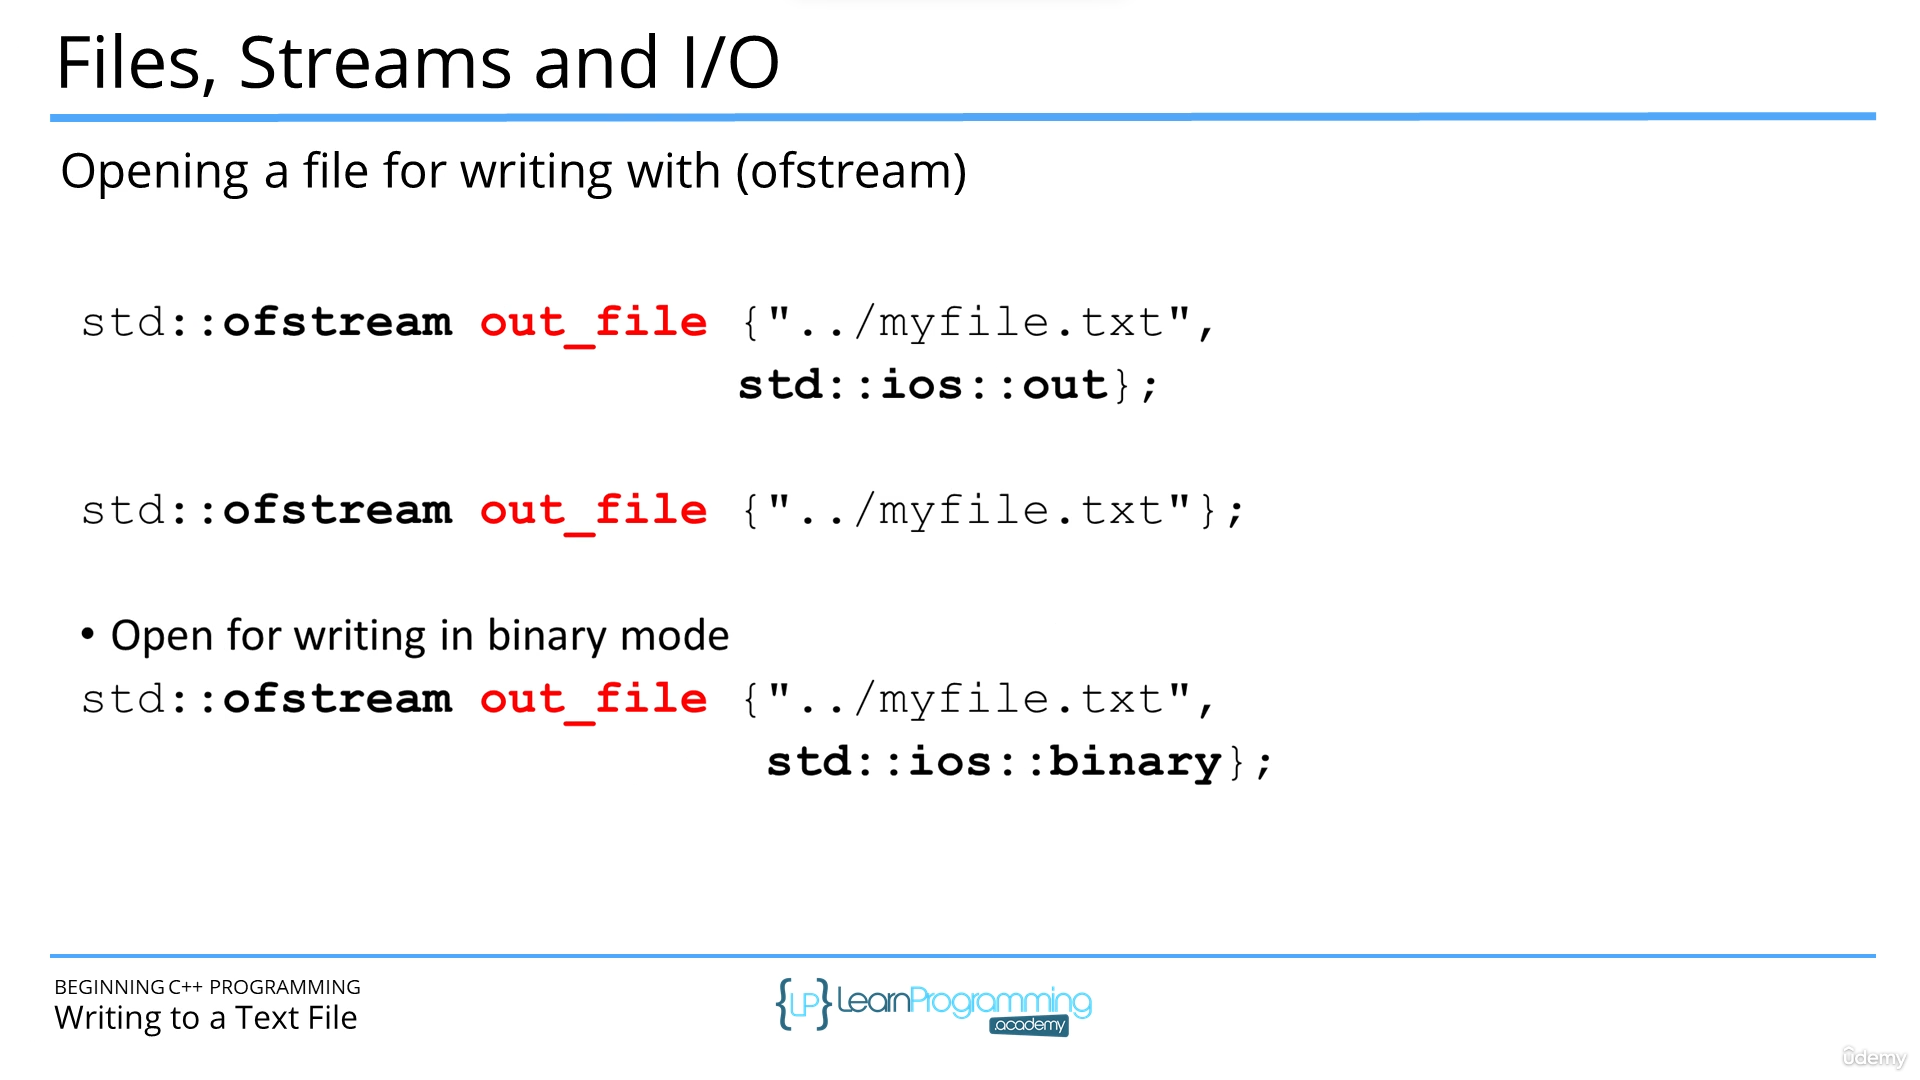 Files, Streams and I/O
Opening a file for writing with (ofstream)
std::ofstream out_file {"../myfile.txt",
std::ios::out};
std::ofstream out_file {"../myfile.txt"};
• Open for writing in binary mode
std::ofstream out_file {"../myfile.txt",
std::ios::binary};
BEGINNING C++ PROGRAMMING
Writing to a Text File
{LP} LearnProgramming
.academy
ûdemy